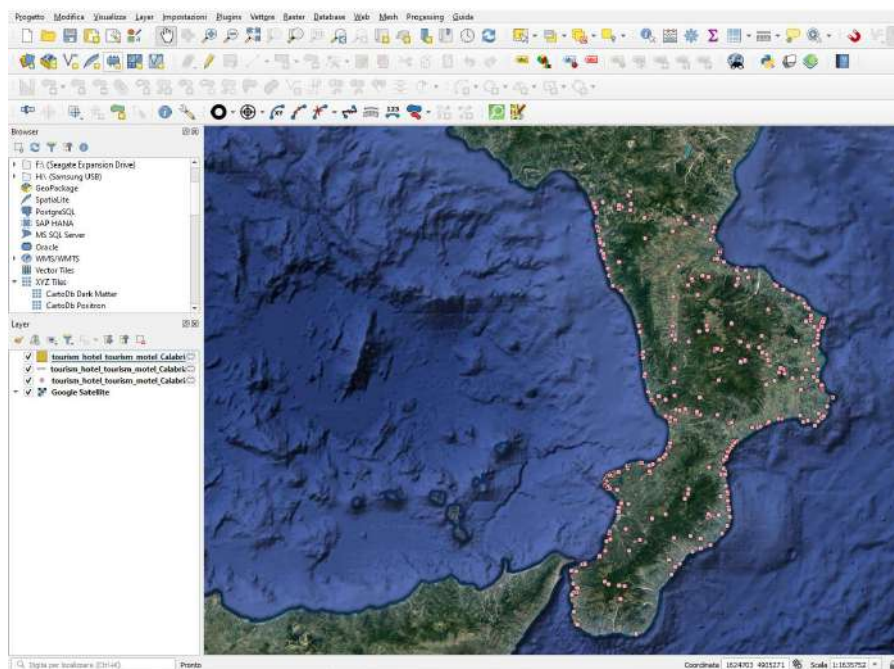 Progetto Modifica Visualizza Layer Impostazioni Plugins Vettore Raster Database Web Mesh Processing Guida
Browser
F:\ (Seagate Expansion Drive)
H:\ (Samsung USB)
GeoPackage
SpatiaLite
PostgreSQL
SAP HANA
MS SQL Server
Oracle
WMS/WMTS
Vector Tiles
XYZ Tiles
CartoDb Dark Matter
CartoDb Positron
Layer
tourism_hotel_tourism_motel_Calabri
tourism_hotel_tourism_motel_Calabri
tourism_hotel_tourism_motel_Calabri
Google Satellite
Digita per localizzare (Ctrl+K) Pronto Coordinate 1624703 4905271 Scala 1:1635752